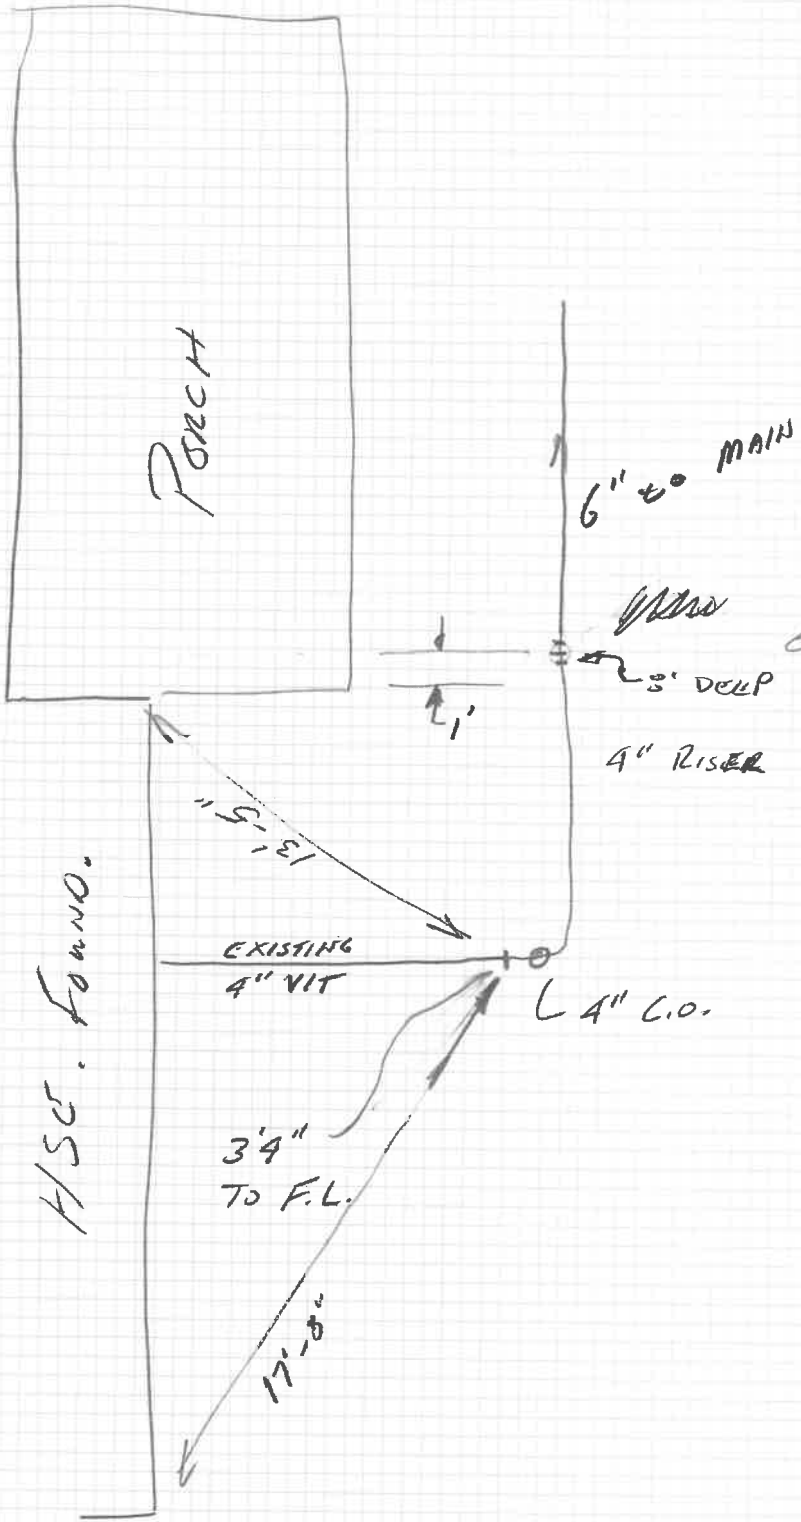 PORCH
6" to MAIN
8' DEEP
1'
4" RISER
13'-5"
HSE. FOUND.
EXISTING
4" VIT
4" C.O.
3'4"
TO F.L.
17'-8"